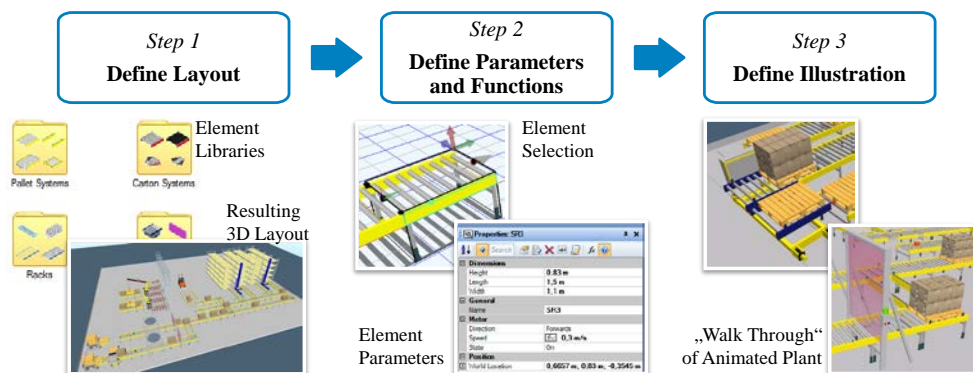 Step 1
Define Layout
Step 2
Define Parameters
and Functions
Step 3
Define Illustration
Element
Libraries
Pallet Systems
Carton Systems
Resulting
3D Layout
Racks
Element
Selection
Properties: SR3
Search
Dimensions
Height 0.83 m
Length 1,5 m
Width 1,1 m
General
Name SR3
Motor
Direction Forwards
Speed 0,3 m/s
State On
Position
World Location 0,6657 m; 0,83 m; -0,3545 m
Element
Parameters
„Walk Through“
of Animated Plant